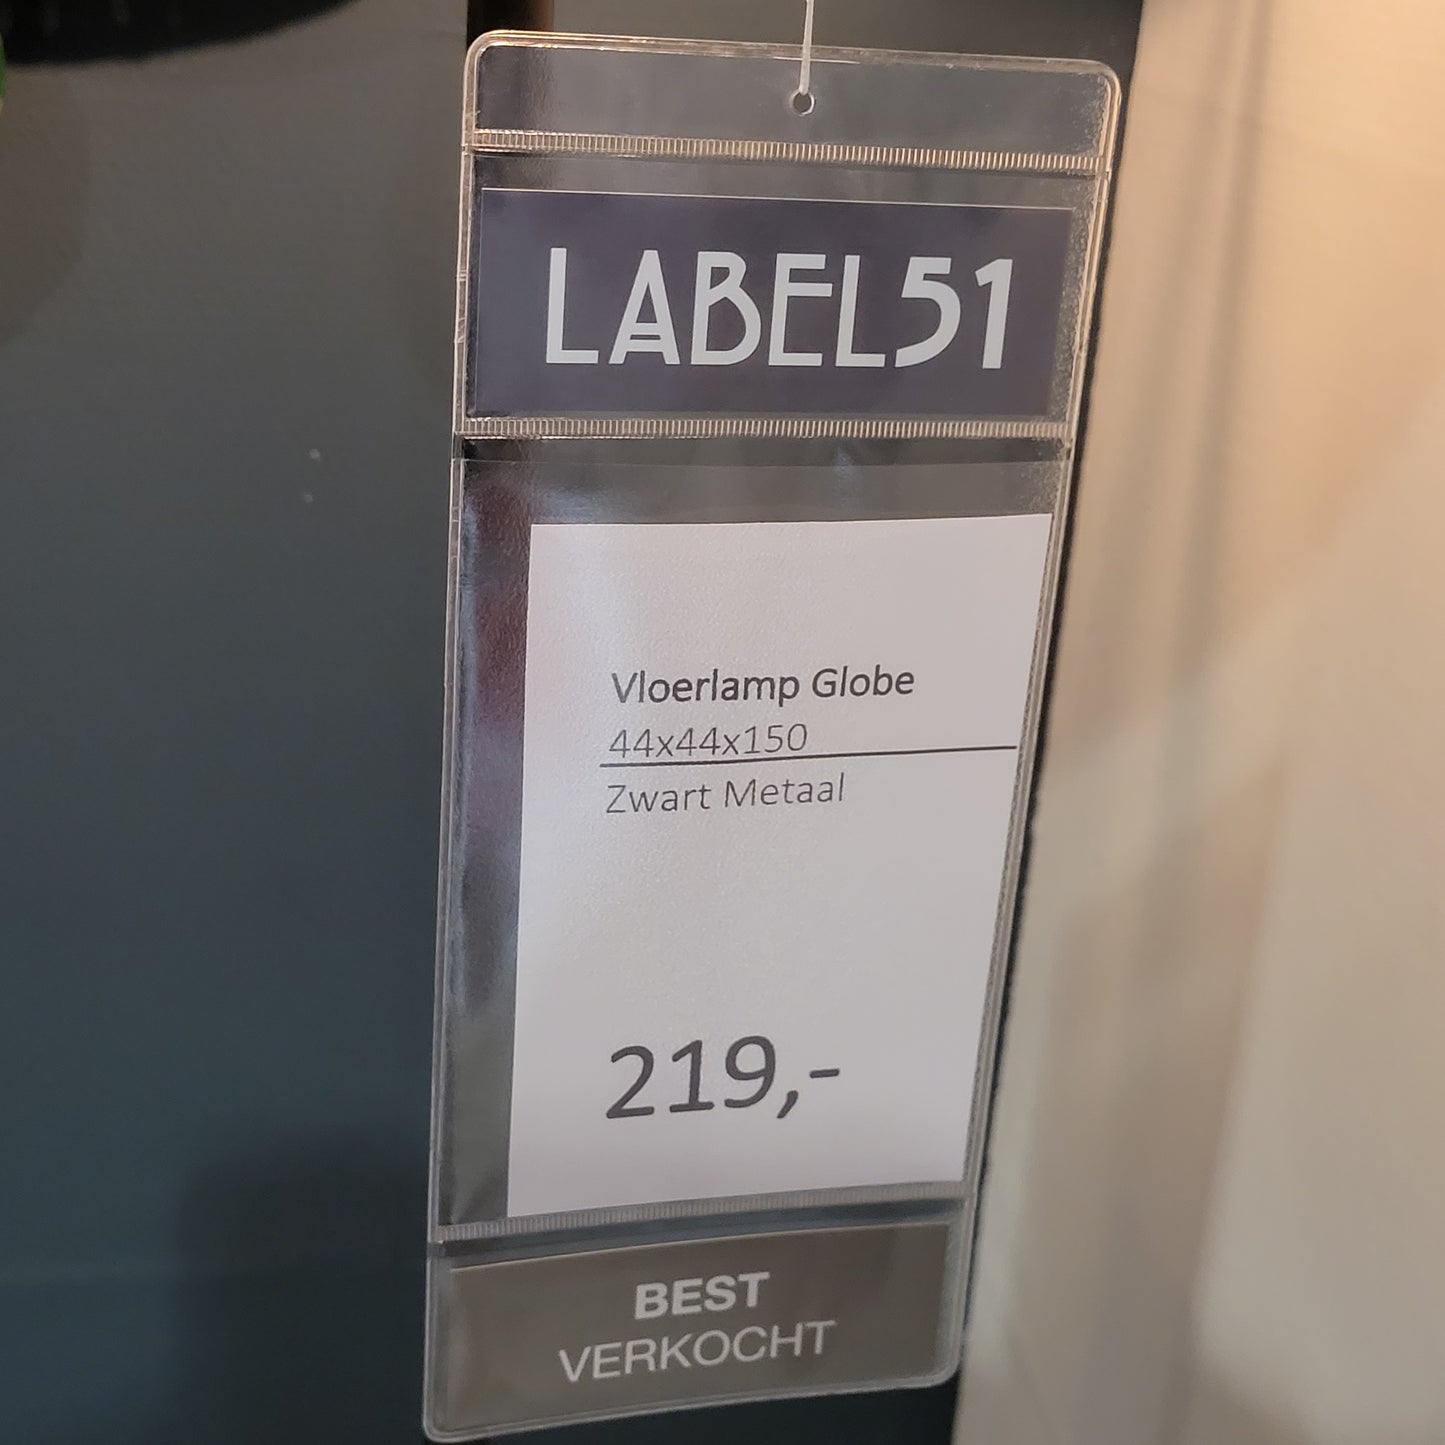 LABEL51
Vloerlamp Globe
44x44x150
Zwart Metaal
219,-
BEST
VERKOCHT